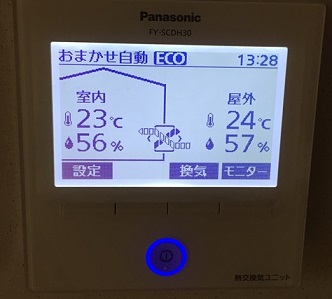 Panasonic
FY-SCDH30
おまかせ自動 ECO 13:28
室内 屋外
23℃ 24℃
56% 57%
設定 換気 モニター
熱交換気ユニット